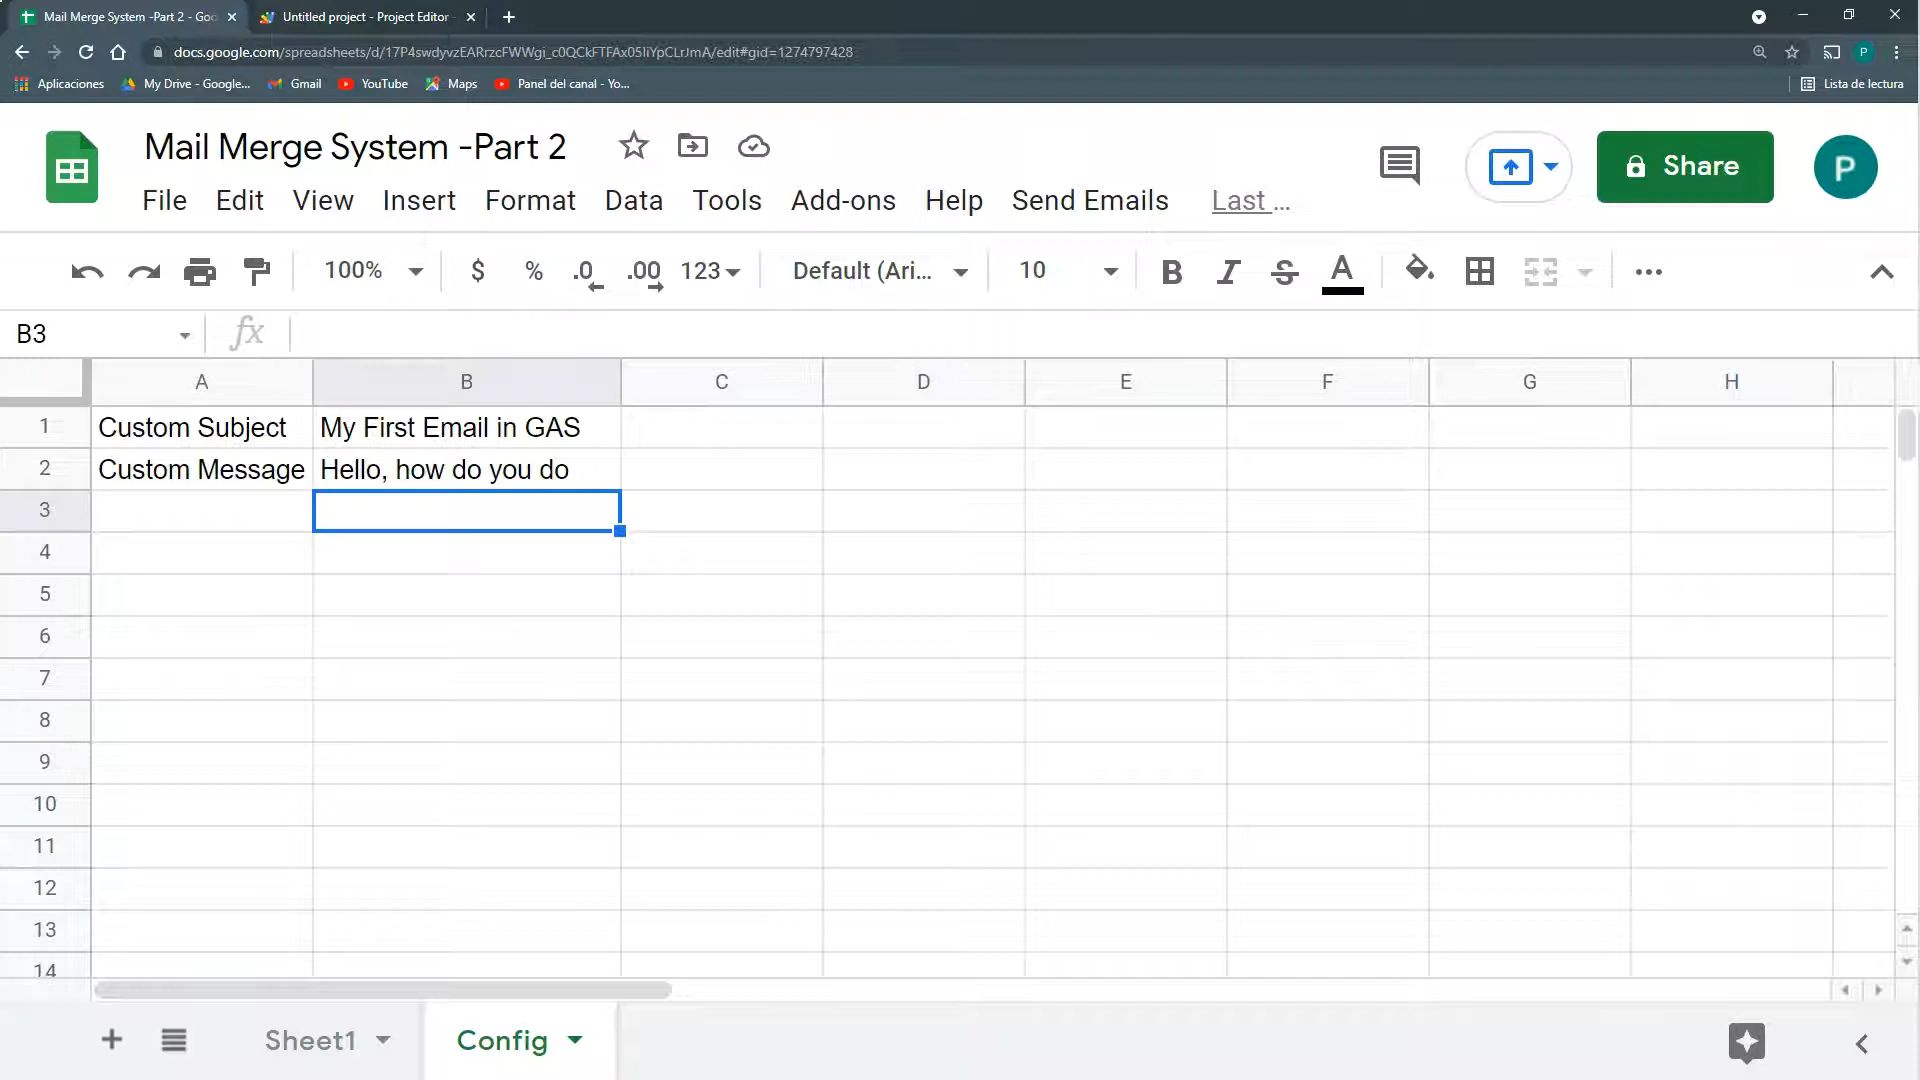 Mail Merge System -Part 2 - Goo
Untitled project - Project Editor
docs.google.com/spreadsheets/d/17P4swdyvzEARrzcFWWgi_c0QCkFTFAx05IiYpCLrJmA/edit#gid=1274797428
P
Aplicaciones
My Drive - Google...
Gmail
YouTube
Maps
Panel del canal - Yo...
Lista de lectura
Mail Merge System -Part 2
Share
P
File Edit View Insert Format Data Tools Add-ons Help Send Emails Last ...
100% $ % .0 .00 123 Default (Ari... 10 B I S A
B3 fx
A B C D E F G H
1 Custom Subject My First Email in GAS
2 Custom Message Hello, how do you do
3
4
5
6
7
8
9
10
11
12
13
14
Sheet1 Config